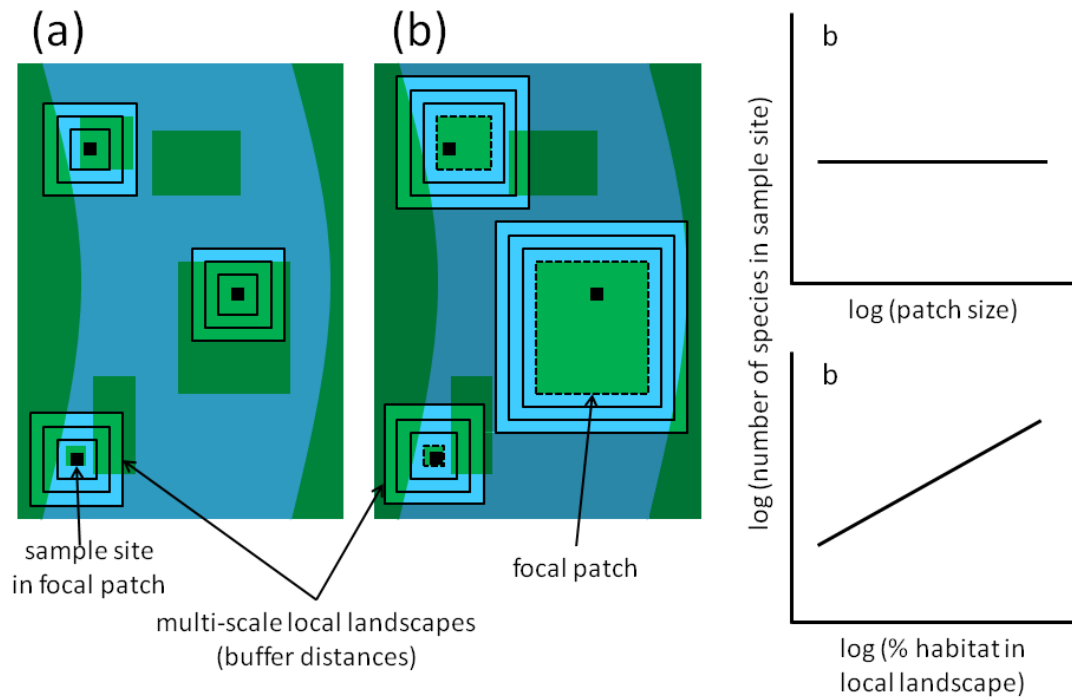 (a)
(b)
sample site
in focal patch
multi-scale local landscapes
(buffer distances)
focal patch
log (number of species in sample site)
b
log (patch size)
b
log (% habitat in
local landscape)